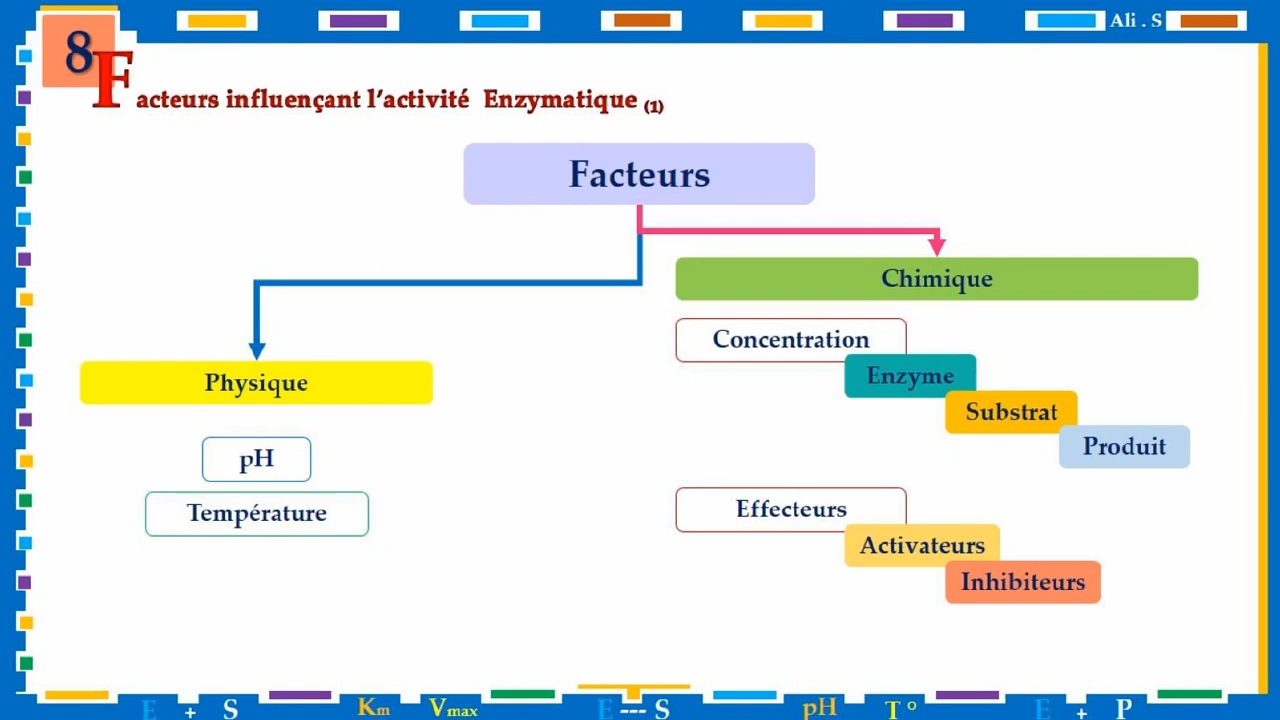 Ali . S
8
Facteurs influençant l'activité Enzymatique (1)
Facteurs
Chimique
Concentration
Enzyme
Substrat
Produit
Physique
pH
Température
Effecteurs
Activateurs
Inhibiteurs
E + S Km Vmax E --- S pH T° E + P